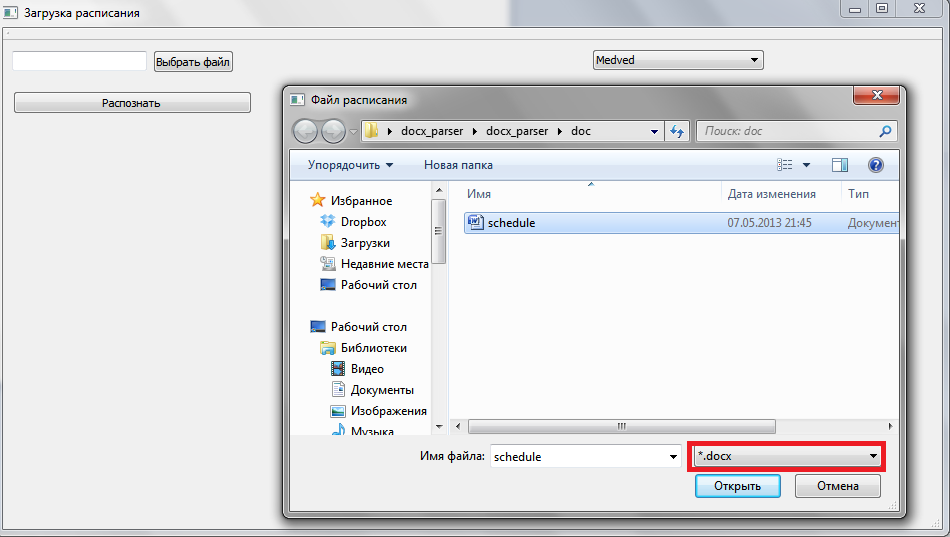 Загрузка расписания
Выбрать файл
Medved
Распознать
Файл расписания
docx_parser
docx_parser
doc
Поиск: doc
Упорядочить
Новая папка
Имя
Дата изменения
Тип
Избранное
schedule
07.05.2013 21:45
Докумен
Dropbox
Загрузки
Недавние места
Рабочий стол
Рабочий стол
Библиотеки
Видео
Документы
Изображения
Музыка
Имя файла:
schedule
*.docx
Открыть
Отмена